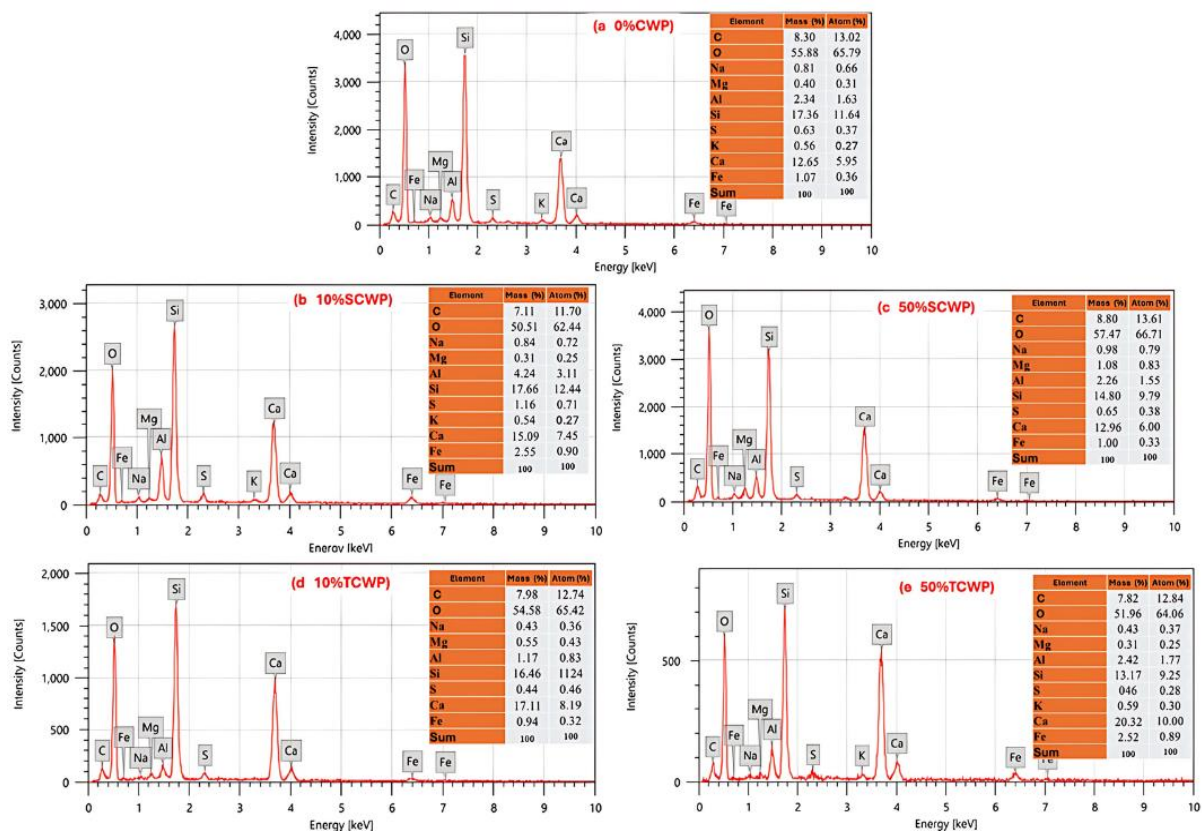 (a 0%CWP)
Intensity [Counts]
4,000
3,000
2,000
1,000
0
C
O
Fe
Na
Mg
Al
Si
S
K
Ca
Ca
Fe
Fe
0 1 2 3 4 5 6 7 8 9 10
Energy [keV]
Element Mass (%) Atom (%)
C 8.30 13.02
O 55.88 65.79
Na 0.81 0.66
Mg 0.40 0.31
Al 2.34 1.63
Si 17.36 11.64
S 0.63 0.37
K 0.56 0.27
Ca 12.65 5.95
Fe 1.07 0.36
Sum 100 100
(b 10%SCWP)
Intensity [Counts]
3,000
2,000
1,000
0
C
O
Fe
Na
Mg
Al
Si
S
K
Ca
Ca
Fe
Fe
0 1 2 3 4 5 6 7 8 9 10
Energy [keV]
Element Mass (%) Atom (%)
C 7.11 11.70
O 50.51 62.44
Na 0.84 0.72
Mg 0.31 0.25
Al 4.24 3.11
Si 17.66 12.44
S 1.16 0.71
K 0.54 0.27
Ca 15.09 7.45
Fe 2.55 0.90
Sum 100 100
(c 50%SCWP)
Intensity [Counts]
4,000
3,000
2,000
1,000
0
C
O
Fe
Na
Mg
Al
Si
S
Ca
Ca
Fe
Fe
0 1 2 3 4 5 6 7 8 9 10
Energy [keV]
Element Mass (%) Atom (%)
C 8.80 13.61
O 57.47 66.71
Na 0.98 0.79
Mg 1.08 0.83
Al 2.26 1.55
Si 14.80 9.79
S 0.65 0.38
Ca 12.96 6.00
Fe 1.00 0.33
Sum 100 100
(d 10%TCWP)
Intensity [Counts]
2,000
1,500
1,000
500
0
C
O
Fe
Na
Mg
Al
Si
S
Ca
Ca
Fe
Fe
0 1 2 3 4 5 6 7 8 9 10
Energy [keV]
Element Mass (%) Atom (%)
C 7.98 12.74
O 54.58 65.42
Na 0.43 0.36
Mg 0.55 0.43
Al 1.17 0.83
Si 16.46 1124
S 0.44 0.46
Ca 17.11 8.19
Fe 0.94 0.32
Sum 100 100
(e 50%TCWP)
Intensity [Counts]
500
0
C
O
Fe
Na
Mg
Al
Si
S
K
Ca
Ca
Fe
Fe
0 1 2 3 4 5 6 7 8 9 10
Energy [keV]
Element Mass (%) Atom (%)
C 7.82 12.84
O 51.96 64.06
Na 0.43 0.37
Mg 0.31 0.25
Al 2.42 1.77
Si 13.17 9.25
S 046 0.28
K 0.59 0.30
Ca 20.32 10.00
Fe 2.52 0.89
Sum 100 100